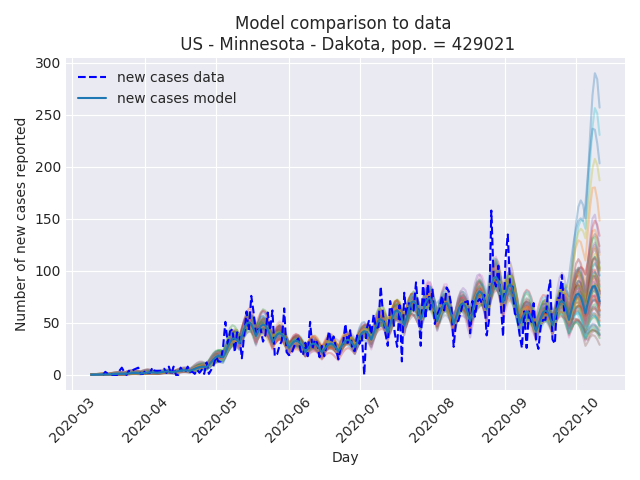 Model comparison to data
US - Minnesota - Dakota, pop. = 429021
new cases data
new cases model
Number of new cases reported
300
250
200
150
100
50
0
2020-03
2020-04
2020-05
2020-06
2020-07
2020-08
2020-09
2020-10
Day